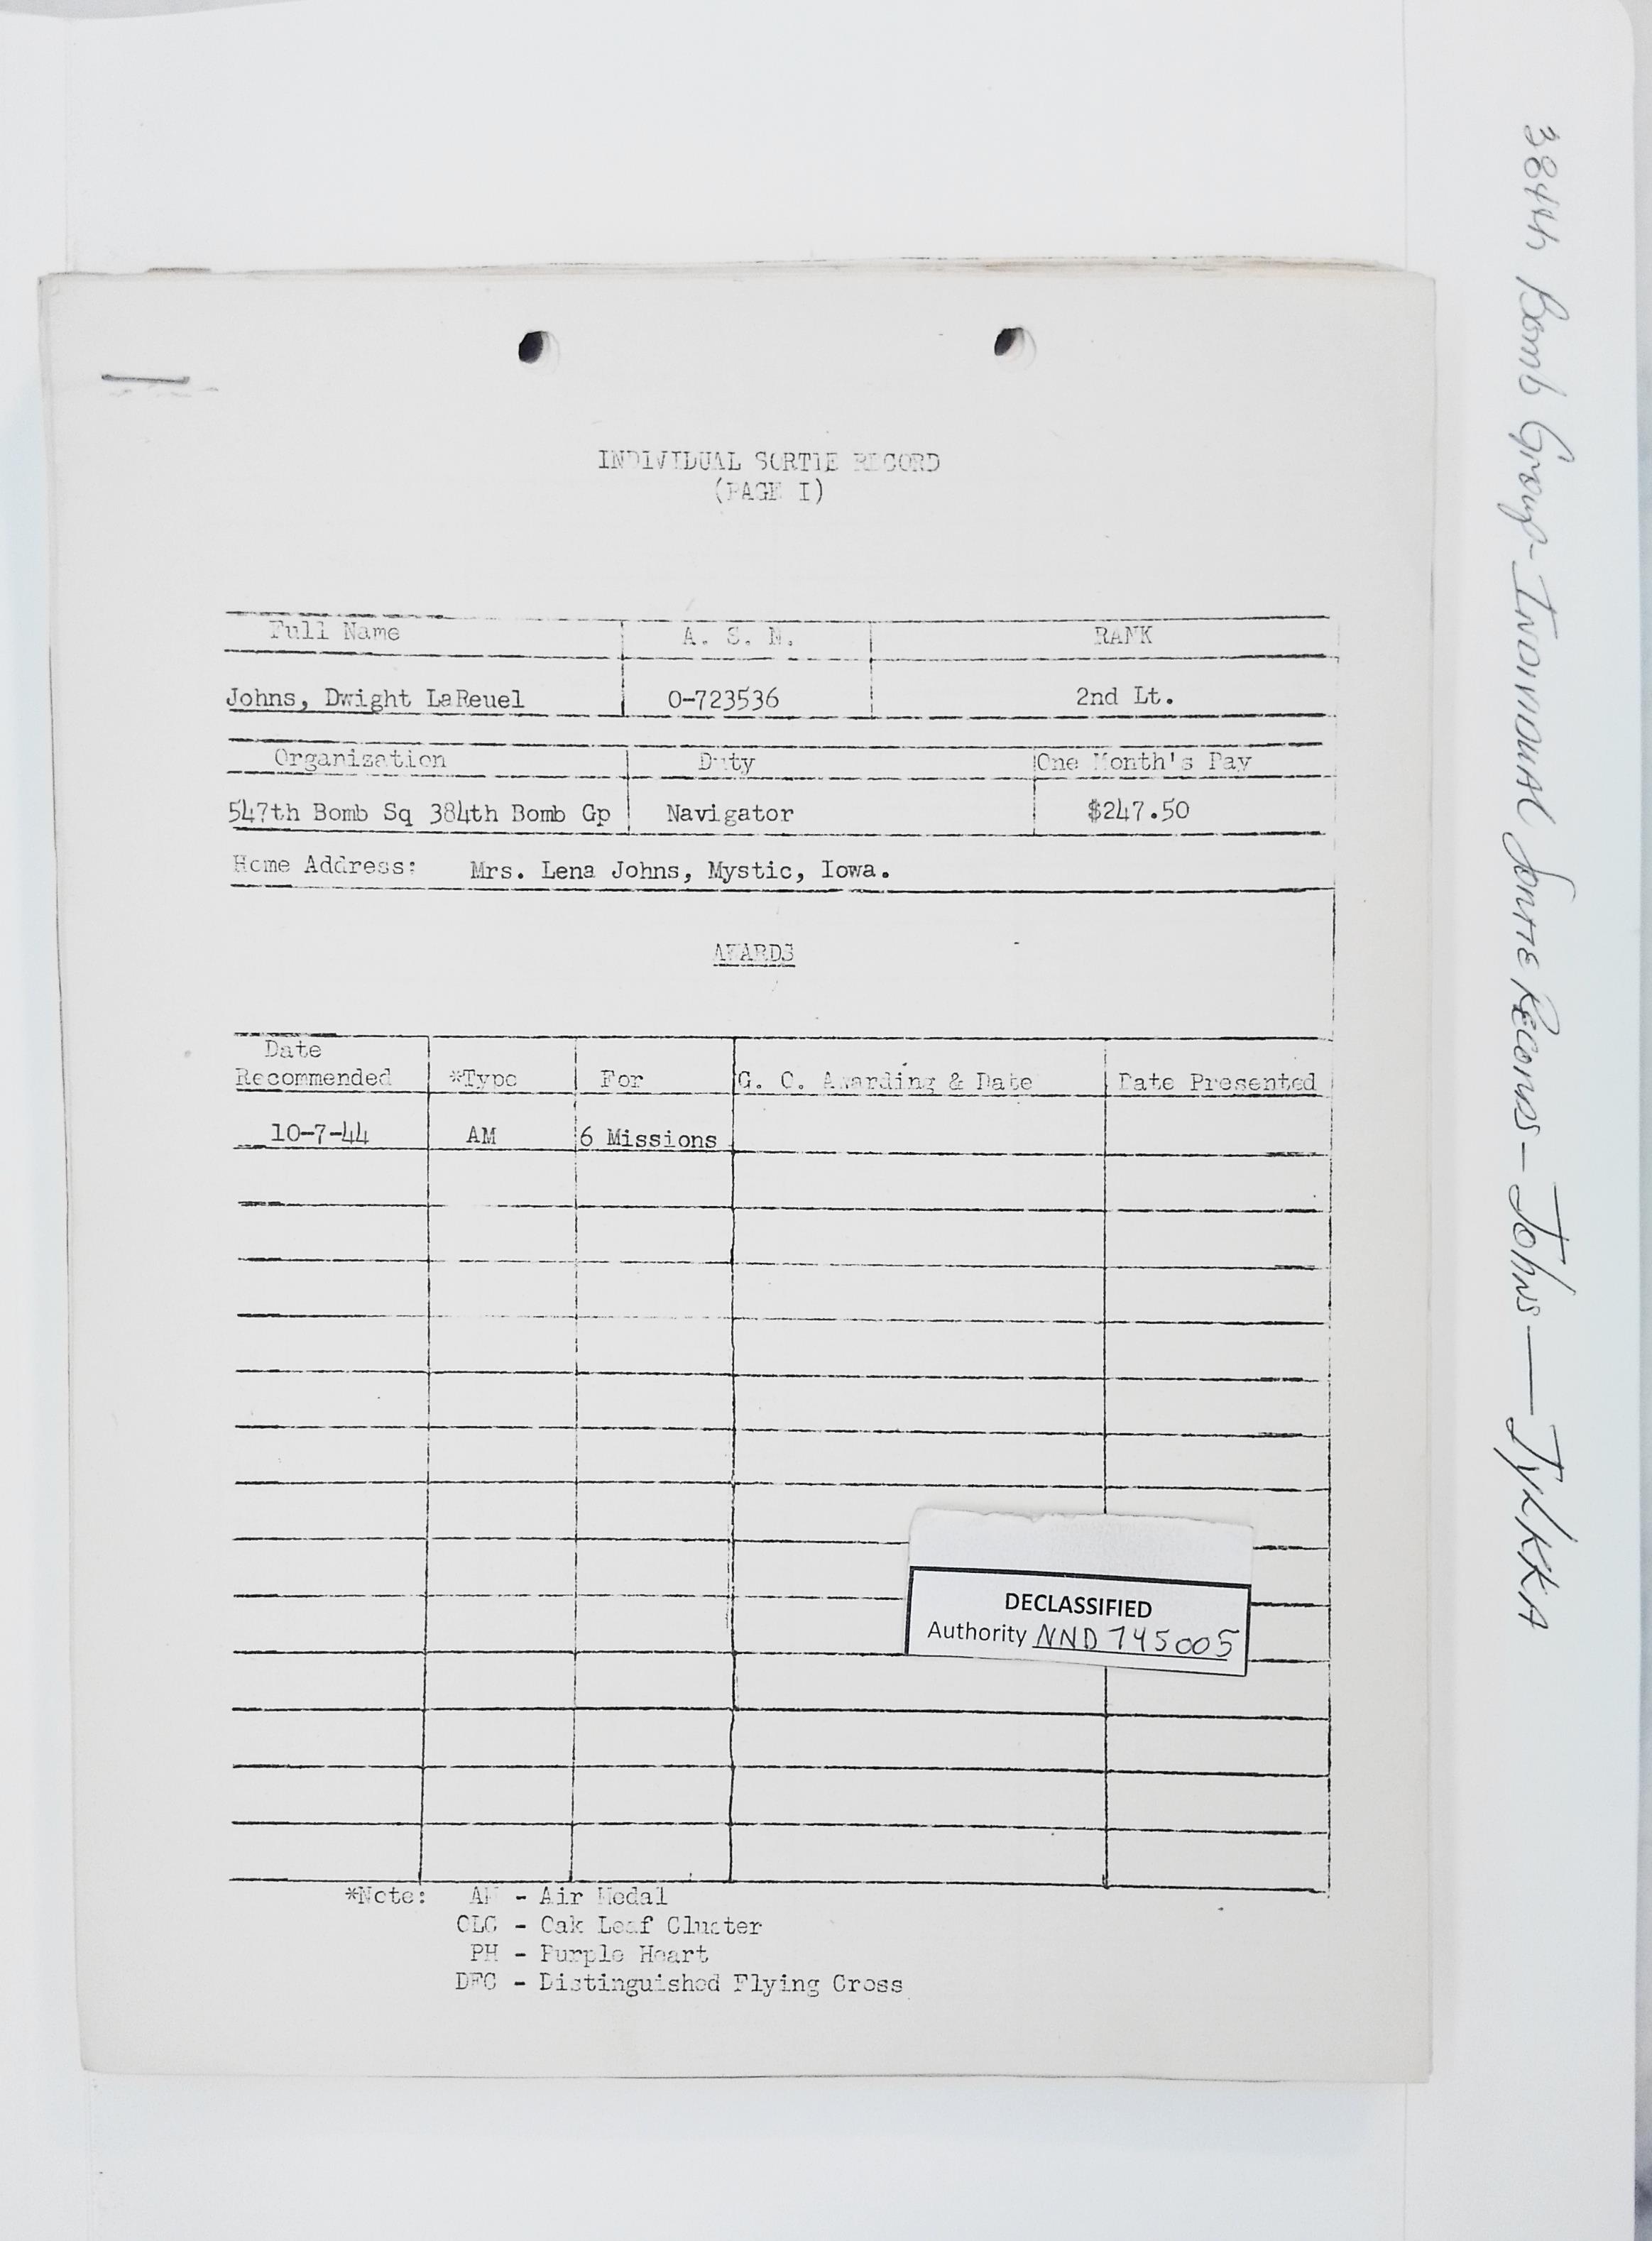 INDIVIDUAL SORTIE RECORD
(PAGE I)
Full Name A. S. N. RANK
Johns, Dwight LaReuel 0-723536 2nd Lt.
Organization Duty One Month's Pay
547th Bomb Sq 384th Bomb Gp Navigator $247.50
Home Address: Mrs. Lena Johns, Mystic, Iowa.
AWARDS
Date
Recommended *Type For G. O. Awarding & Date Date Presented
10-7-44 AM 6 Missions
DECLASSIFIED
Authority NND 745005
*Note: AM - Air Medal
OLC - Oak Leaf Cluster
PH - Purple Heart
DFC - Distinguished Flying Cross
384th Bomb Group - INDIVIDUAL SORTIE RECORDS - Johns - JYLKKA